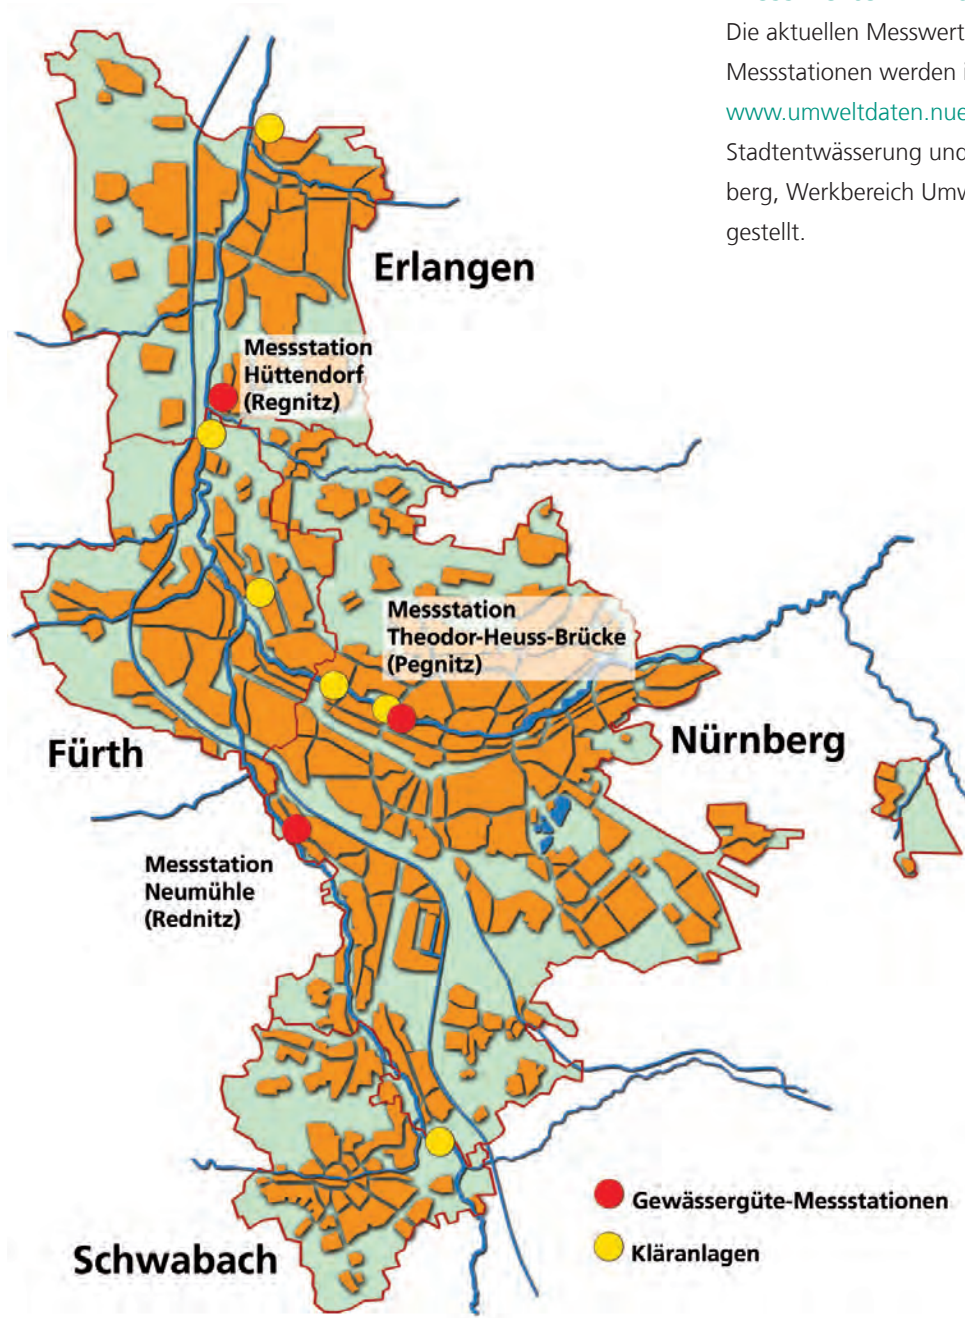 Die aktuellen Messwert
Messstationen werden i
www.umweltdaten.nue
Stadtentwässerung und
berg, Werkbereich Umw
gestellt.
Erlangen
Messstation
Hüttendorf
(Regnitz)
Messstation
Theodor-Heuss-Brücke
(Pegnitz)
Fürth
Nürnberg
Messstation
Neumühle
(Rednitz)
Gewässergüte-Messstationen
Kläranlagen
Schwabach